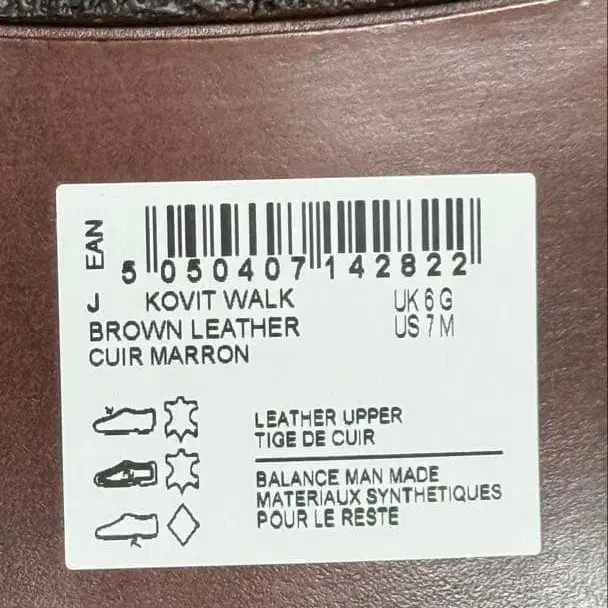 EAN
5 050407 142822
J KOVIT WALK UK 6 G
BROWN LEATHER US 7 M
CUIR MARRON
LEATHER UPPER
TIGE DE CUIR
BALANCE MAN MADE
MATERIAUX SYNTHETIQUES
POUR LE RESTE